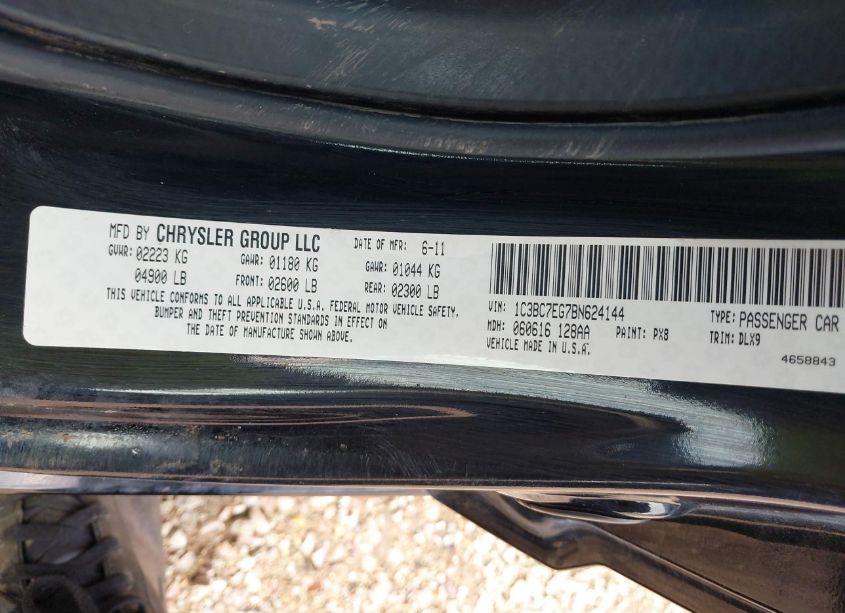 MFD BY CHRYSLER GROUP LLC DATE OF MFR: 6-11
GVWR: 02223 KG GAWR: 01180 KG GAWR: 01044 KG
04900 LB FRONT: 02600 LB REAR: 02300 LB
THIS VEHICLE CONFORMS TO ALL APPLICABLE U.S.A. FEDERAL MOTOR VEHICLE SAFETY,
BUMPER AND THEFT PREVENTION STANDARDS IN EFFECT ON
THE DATE OF MANUFACTURE SHOWN ABOVE.
VIN: 1C3BC7EG7BN624144 TYPE: PASSENGER CAR
MDH: 060616 128AA PAINT: PX8 TRIM: DLX9
VEHICLE MADE IN U.S.A. 4658843